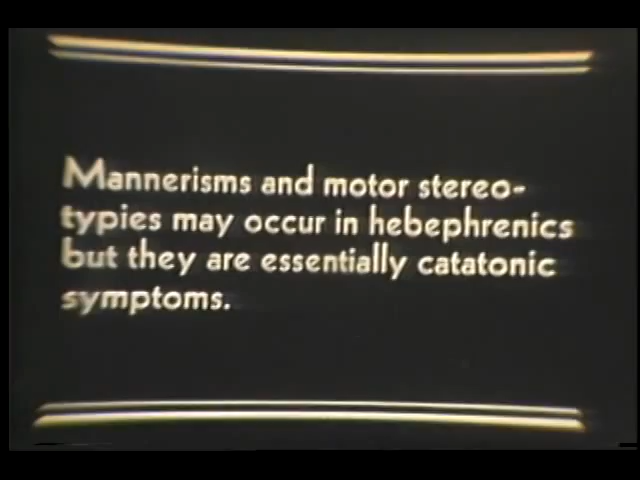 Mannerisms and motor stereo-
typies may occur in hebephrenics
but they are essentially catatonic
symptoms.